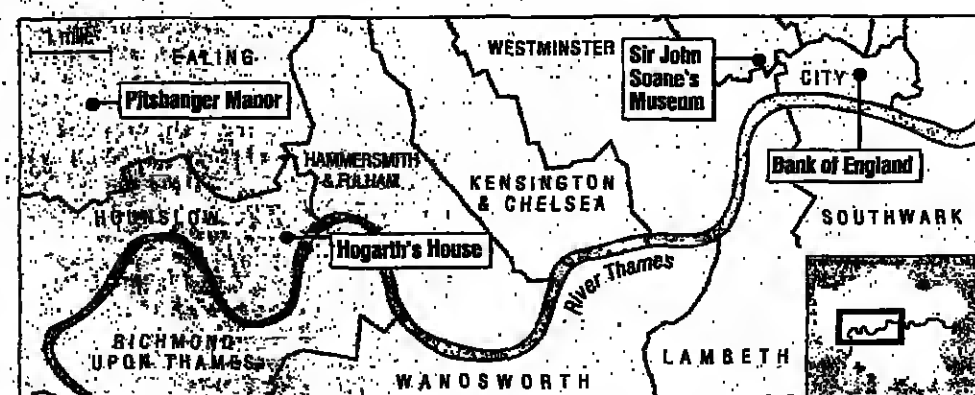 1 mile
EALING
Pitshanger Manor
WESTMINSTER
Sir John
Soane's
Museum
CITY
HAMMERSMITH
& FULHAM
KENSINGTON
& CHELSEA
Bank of England
HOUNSLOW
Hogarth's House
SOUTHWARK
River Thames
RICHMOND
UPON THAMES
WANDSWORTH
LAMBETH